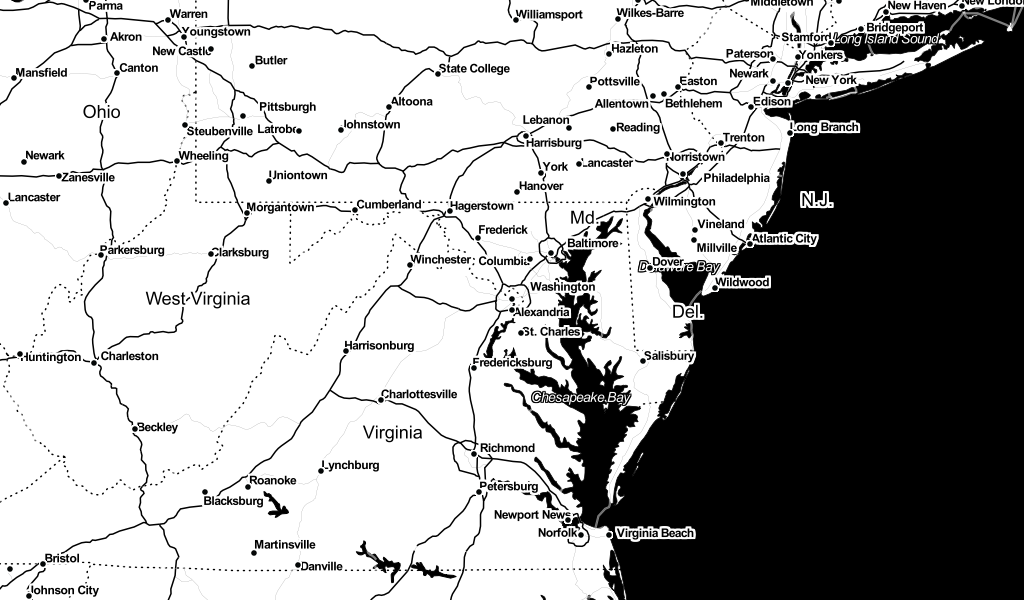 Parma
Warren
Williamsport
Wilkes-Barre
Middletown
New Haven
New London
Akron
Youngstown
New Castle
Hazleton
Stamford
Bridgeport
Long Island Sound
Mansfield
Canton
Butler
State College
Paterson
Yonkers
Pottsville
Easton
Newark
New York
Ohio
Pittsburgh
Altoona
Allentown
Bethlehem
Edison
Steubenville
Latrobe
Johnstown
Lebanon
Reading
Long Branch
Harrisburg
Trenton
Newark
Wheeling
York
Lancaster
Norristown
Zanesville
Uniontown
Hanover
Philadelphia
Lancaster
Morgantown
Cumberland
Hagerstown
Wilmington
N.J.
Md.
Frederick
Vineland
Parkersburg
Clarksburg
Baltimore
Millville
Atlantic City
Winchester
Columbia
Dover
Delaware Bay
West Virginia
Washington
Wildwood
Alexandria
Del.
St. Charles
Huntington
Charleston
Harrisonburg
Fredericksburg
Salisbury
Charlottesville
Chesapeake Bay
Beckley
Virginia
Richmond
Lynchburg
Roanoke
Petersburg
Blacksburg
Newport News
Norfolk
Virginia Beach
Martinsville
Bristol
Danville
Johnson City